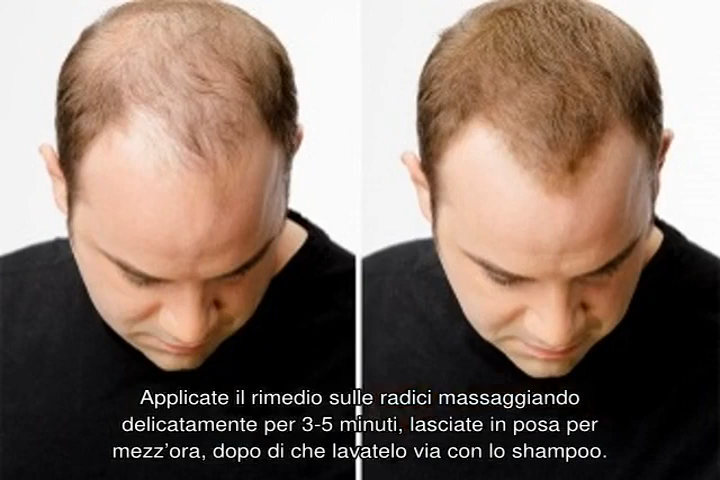 Applicate il rimedio sulle radici massaggiando
delicatamente per 3-5 minuti, lasciate in posa per
mezz'ora, dopo di che lavatelo via con lo shampoo.